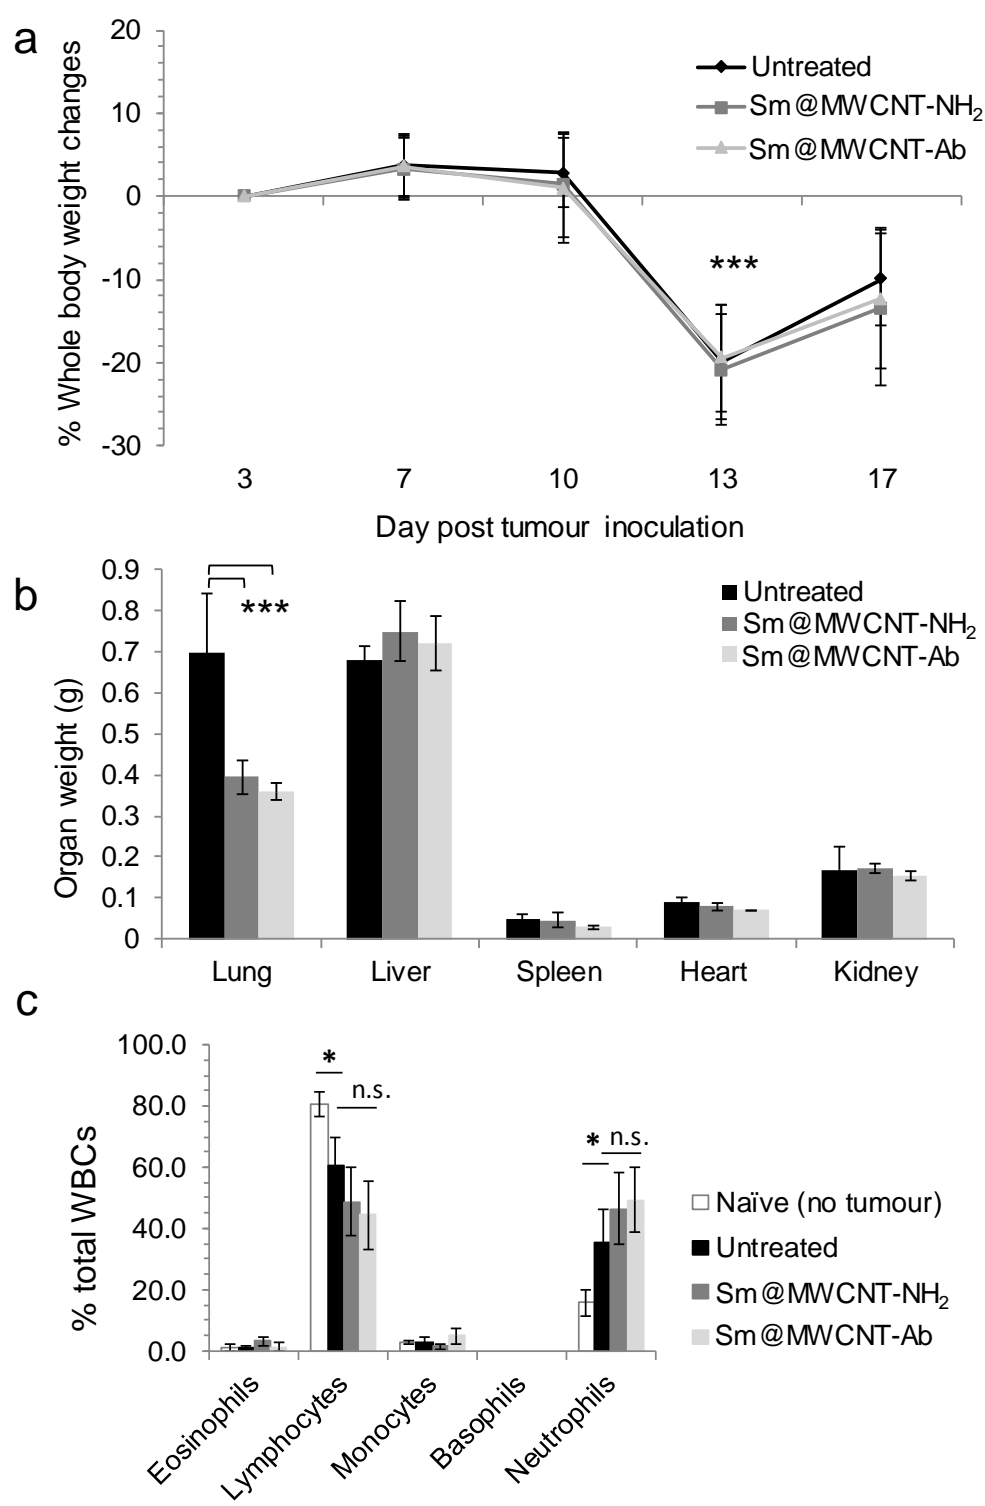 a
20
10
0
-10
-20
-30
% Whole body weight changes
Untreated
Sm@MWCNT-NH2
Sm@MWCNT-Ab
***
3 7 10 13 17
Day post tumour inoculation
b
0.9
0.8
0.7
0.6
0.5
0.4
0.3
0.2
0.1
0
Organ weight (g)
***
Untreated
Sm@MWCNT-NH2
Sm@MWCNT-Ab
Lung Liver Spleen Heart Kidney
c
100.0
80.0
60.0
40.0
20.0
0.0
% total WBCs
*
n.s.
* n.s.
Naïve (no tumour)
Untreated
Sm@MWCNT-NH2
Sm@MWCNT-Ab
Eosinophils
Lymphocytes
Monocytes
Basophils
Neutrophils